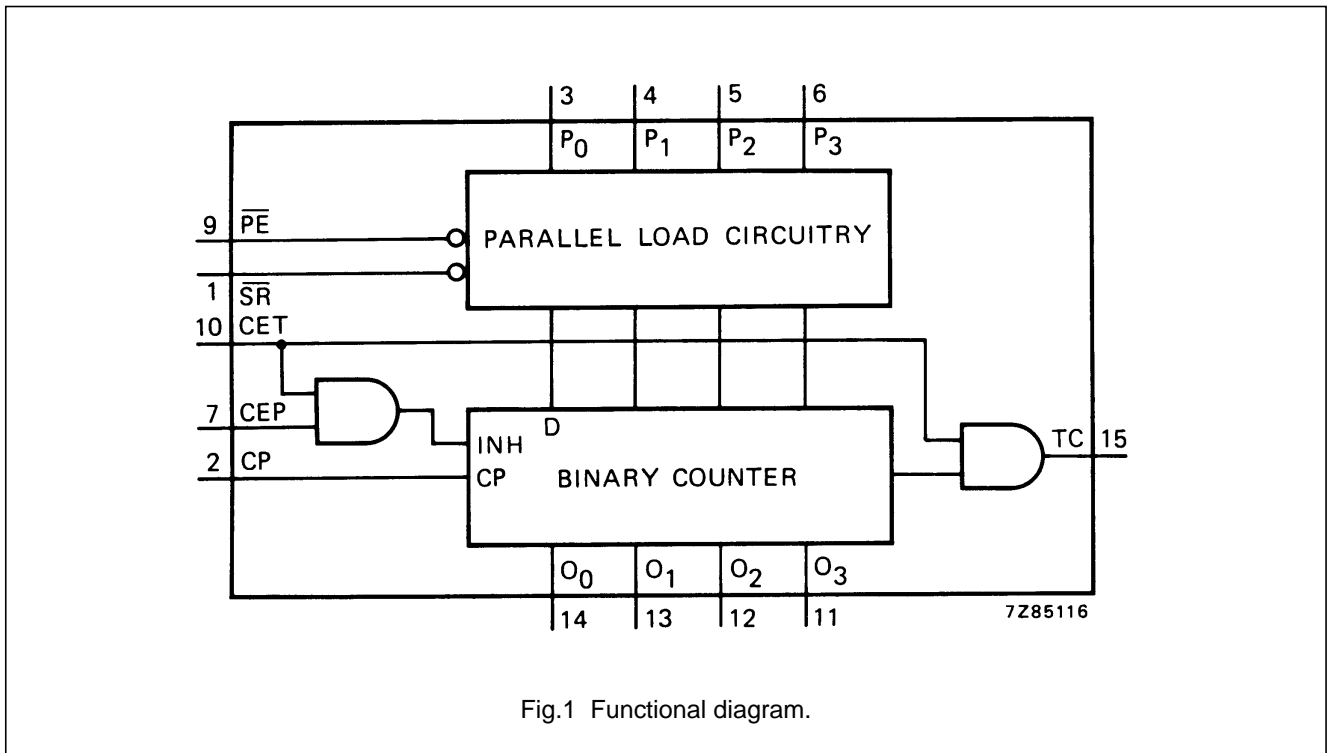 3 4 5 6
P0 P1 P2 P3
9 PE
PARALLEL LOAD CIRCUITRY
1 SR
10 CET
7 CEP
D
INH
TC 15
2 CP
CP
BINARY COUNTER
O0 O1 O2 O3
14 13 12 11
7Z85116
Fig.1 Functional diagram.